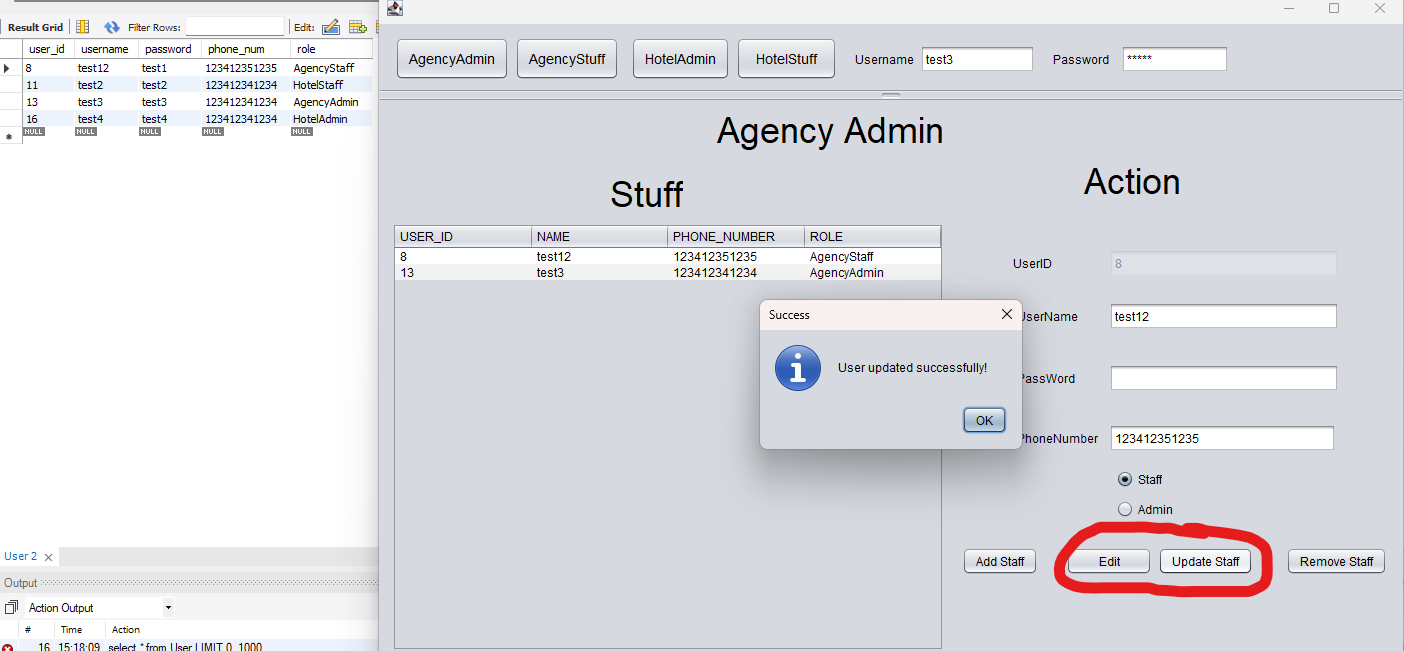 Result Grid Filter Rows: Edit:
user_id username password phone_num role
8 test12 test1 123412351235 AgencyStaff
11 test2 test2 123412341234 HotelStaff
13 test3 test3 123412341234 AgencyAdmin
16 test4 test4 123412341234 HotelAdmin
NULL NULL NULL NULL NULL
User 2
Output
Action Output
# Time Action
16 15:18:09 select * from User LIMIT 0, 1000
AgencyAdmin AgencyStuff HotelAdmin HotelStuff Username test3 Password *****
Agency Admin
Stuff
USER_ID NAME PHONE_NUMBER ROLE
8 test12 123412351235 AgencyStaff
13 test3 123412341234 AgencyAdmin
Action
UserID 8
UserName test12
PassWord
PhoneNumber 123412351235
Staff
Admin
Add Staff Edit Update Staff Remove Staff
Success
User updated successfully!
OK